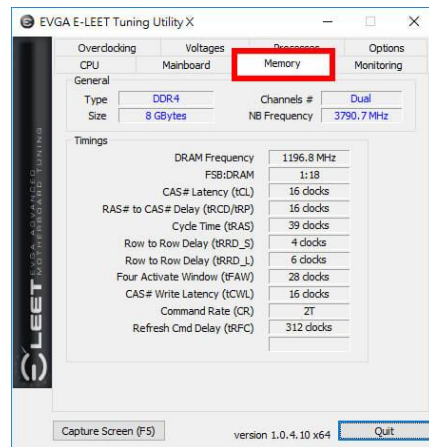 EVGA E-LEET Tuning Utility X
Overclocking Voltages Processes Options
CPU Mainboard Memory Monitoring
General
Type DDR4 Channels # Dual
Size 8 GBytes NB Frequency 3790.7 MHz
Timings
DRAM Frequency 1196.8 MHz
FSB:DRAM 1:18
CAS# Latency (tCL) 16 clocks
RAS# to CAS# Delay (tRCD/tRP) 16 clocks
Cycle Time (tRAS) 39 clocks
Row to Row Delay (tRRD_S) 4 clocks
Row to Row Delay (tRRD_L) 6 clocks
Four Activate Window (tFAW) 28 clocks
CAS# Write Latency (tCWL) 16 clocks
Command Rate (CR) 2T
Refresh Cmd Delay (tRFC) 312 clocks
E-LEET
EVGA ADVANCED
MOTHERBOARD TUNING
Capture Screen (F5) version 1.0.4.10 x64 Quit